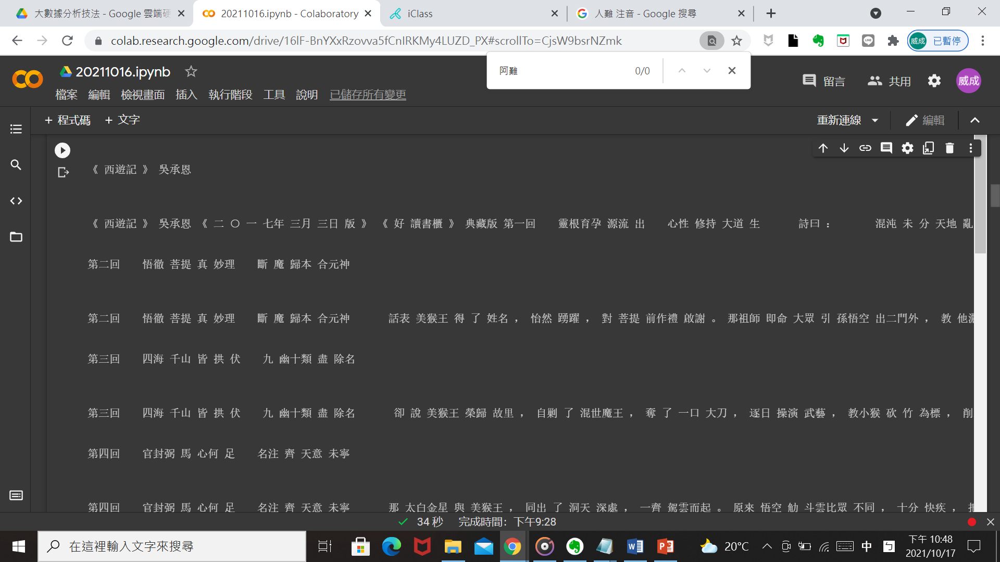 大數據分析技法 - Google 雲端硬
20211016.ipynb - Colaboratory
iClass
人難 注音 - Google 搜尋
colab.research.google.com/drive/16lF-BnYXxRzovva5fCnIRKMy4LUZD_PX#scrollTo=CjsW9bsrNZmk
威成 已暫停
阿難 0/0
20211016.ipynb
留言 共用 威成
檔案 編輯 檢視畫面 插入 執行階段 工具 說明 已儲存所有變更
+ 程式碼 + 文字 重新連線 編輯
《 西遊記 》 吳承恩
《 西遊記 》 吳承恩 《 二 〇 一 七年 三月 三日 版 》 《 好 讀書櫃 》 典藏版 第一回 靈根育孕 源流 出 心性 修持 大道 生 詩曰 : 混沌 未 分 天地 亂
第二回 悟徹 菩提 真 妙理 斷 魔 歸本 合元神
第二回 悟徹 菩提 真 妙理 斷 魔 歸本 合元神 話表 美猴王 得 了 姓名 , 怡然 踴躍 , 對 菩提 前作禮 啟謝 。 那祖師 即命 大眾 引 孫悟空 出二門外 , 教 他灑
第三回 四海 千山 皆 拱 伏 九 幽十類 盡 除名
第三回 四海 千山 皆 拱 伏 九 幽十類 盡 除名 卻 說 美猴王 榮歸 故里 , 自剿 了 混世魔王 , 奪 了 一口 大刀 , 逐日 操演 武藝 , 教小猴 砍 竹 為標 , 削
第四回 官封弼 馬 心何 足 名注 齊 天意 未寧
第四回 官封弼 馬 心何 足 名注 齊 天意 未寧 那 太白金星 與 美猴王 , 同出 了 洞天 深處 , 一齊 駕雲而起 。 原來 悟空 觔 斗雲比眾 不同 , 十分 快疾 ,
34 秒 完成時間: 下午9:28
在這裡輸入文字來搜尋
20°C
中
ㄅ
下午 10:48
2021/10/17